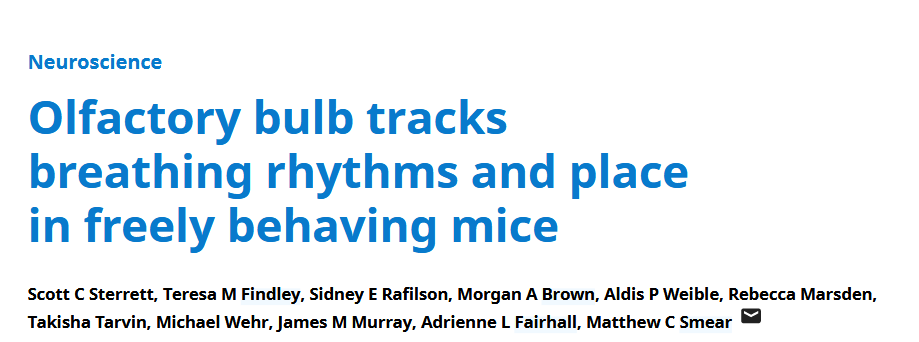 Neuroscience
Olfactory bulb tracks
breathing rhythms and place
in freely behaving mice
Scott C Sterrett, Teresa M Findley, Sidney E Rafilson, Morgan A Brown, Aldis P Weible, Rebecca Marsden,
Takisha Tarvin, Michael Wehr, James M Murray, Adrienne L Fairhall, Matthew C Smear